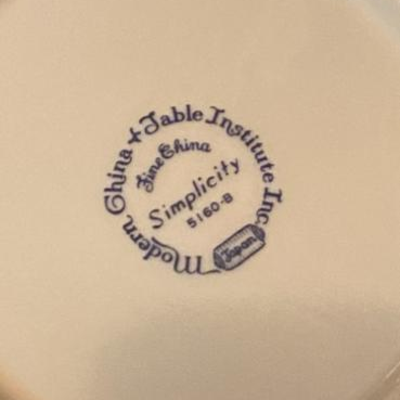 Modern China & Table Institute Inc.
Fine China
Simplicity
5160-B
Japan